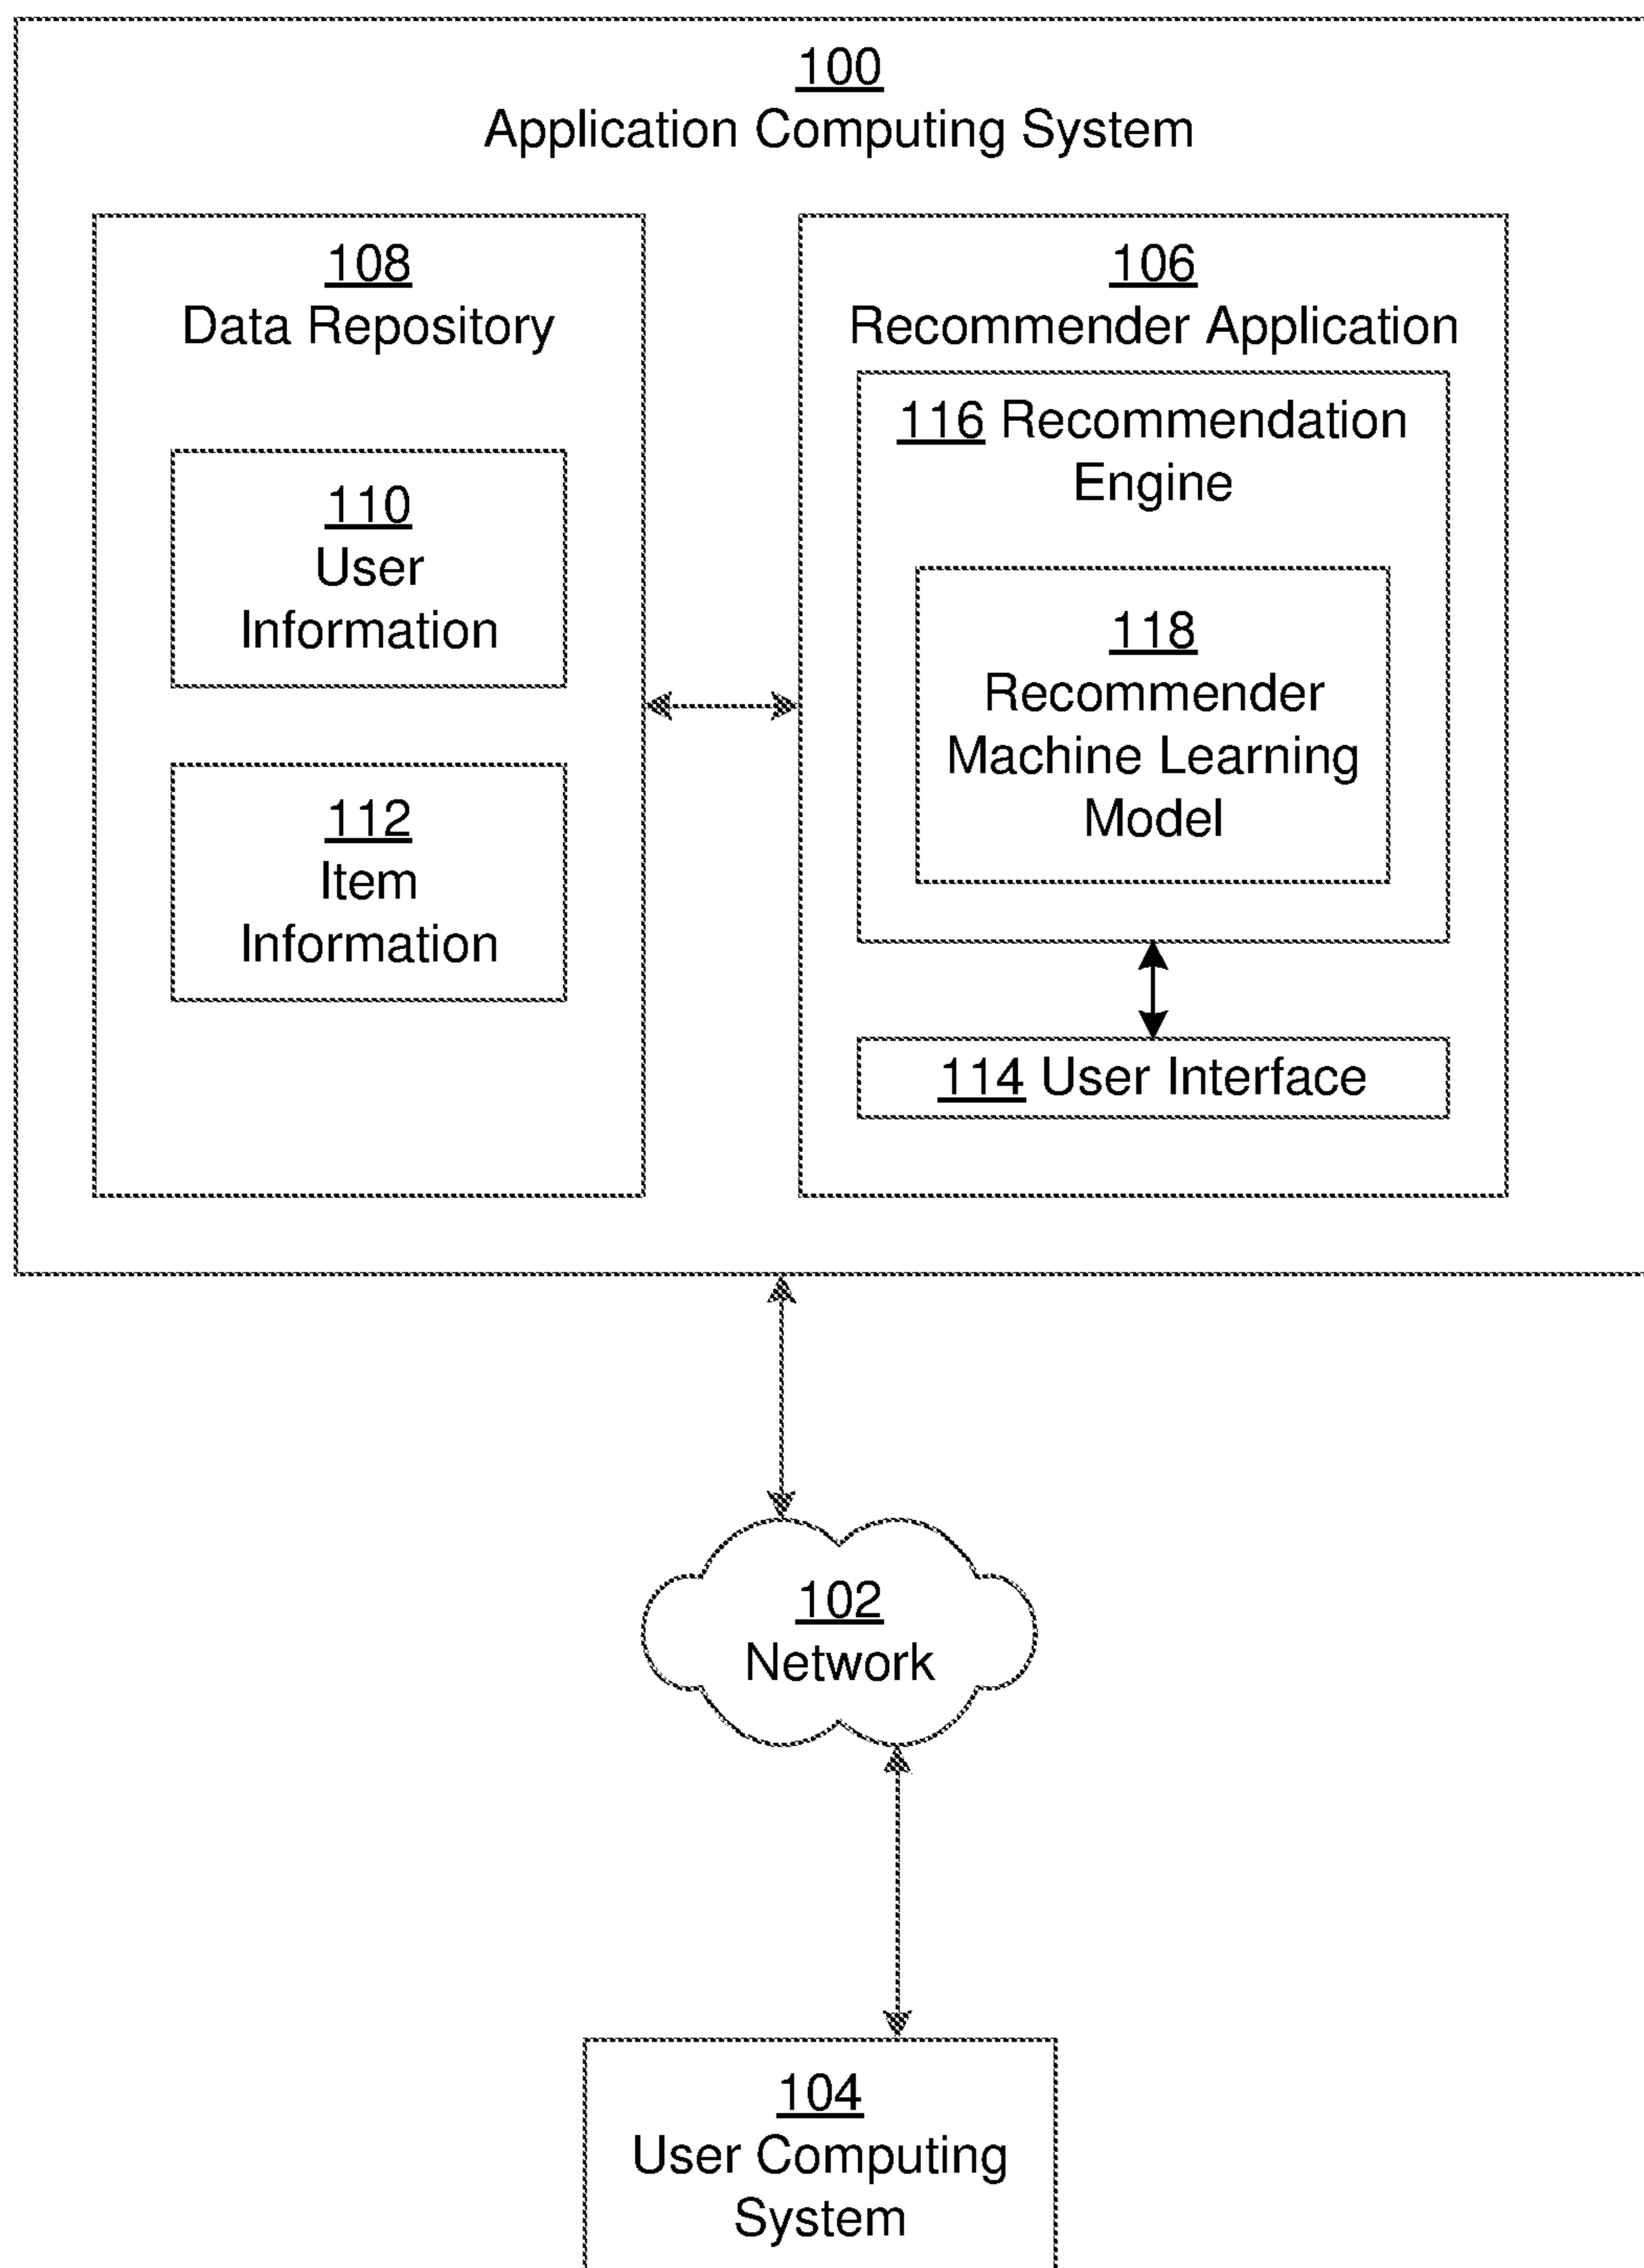 100
Application Computing System
108
Data Repository
110
User
Information
112
Item
Information
106
Recommender Application
116 Recommendation
Engine
118
Recommender
Machine Learning
Model
114 User Interface
102
Network
104
User Computing
System